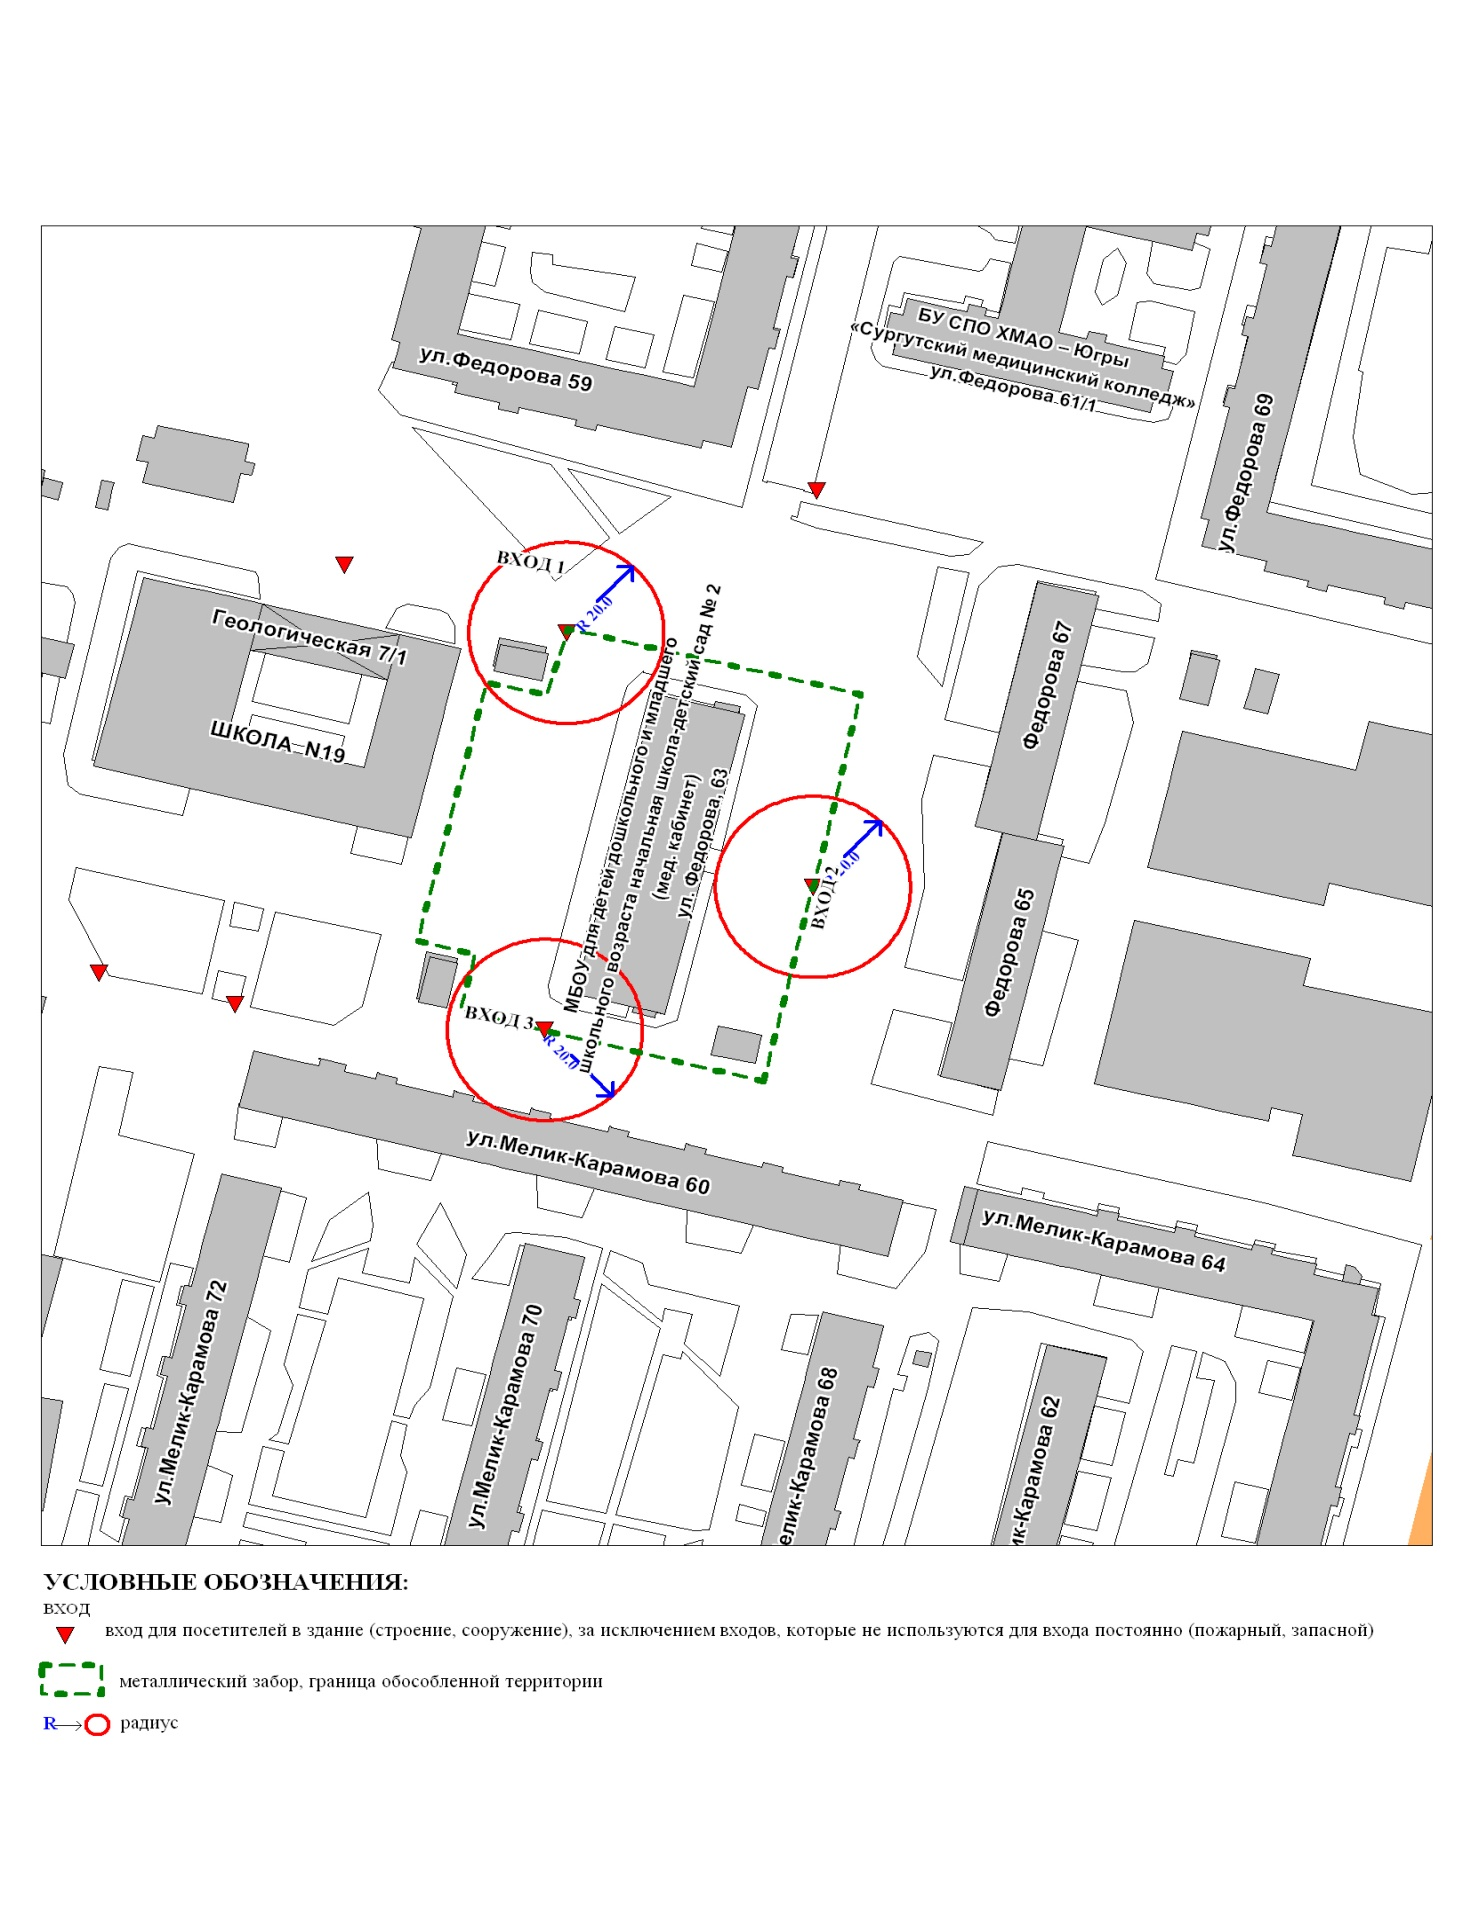 ул.Федорова 59
БУ СПО ХМАО – Югры
«Сургутский медицинский колледж»
ул.Федорова 61/1
ул.Федорова 69
ВХОД 1
R 20.0
Геологическая 7/1
ШКОЛА N19
МБОУ для детей дошкольного и младшего
школьного возраста начальная школа-детский сад № 2
(мед. кабинет)
ул. Федорова, 63
Федорова 67
20.0
ВХОД 2
Федорова 65
ВХОД 3
R 20.0
ул.Мелик-Карамова 60
ул.Мелик-Карамова 64
ул.Мелик-Карамова 72
ул.Мелик-Карамова 70
елик-Карамова 68
ик-Карамова 62
УСЛОВНЫЕ ОБОЗНАЧЕНИЯ:
ВХОД
вход для посетителей в здание (строение, сооружение), за исключением входов, которые не используются для входа постоянно (пожарный, запасной)
металлический забор, граница обособленной территории
R
радиус